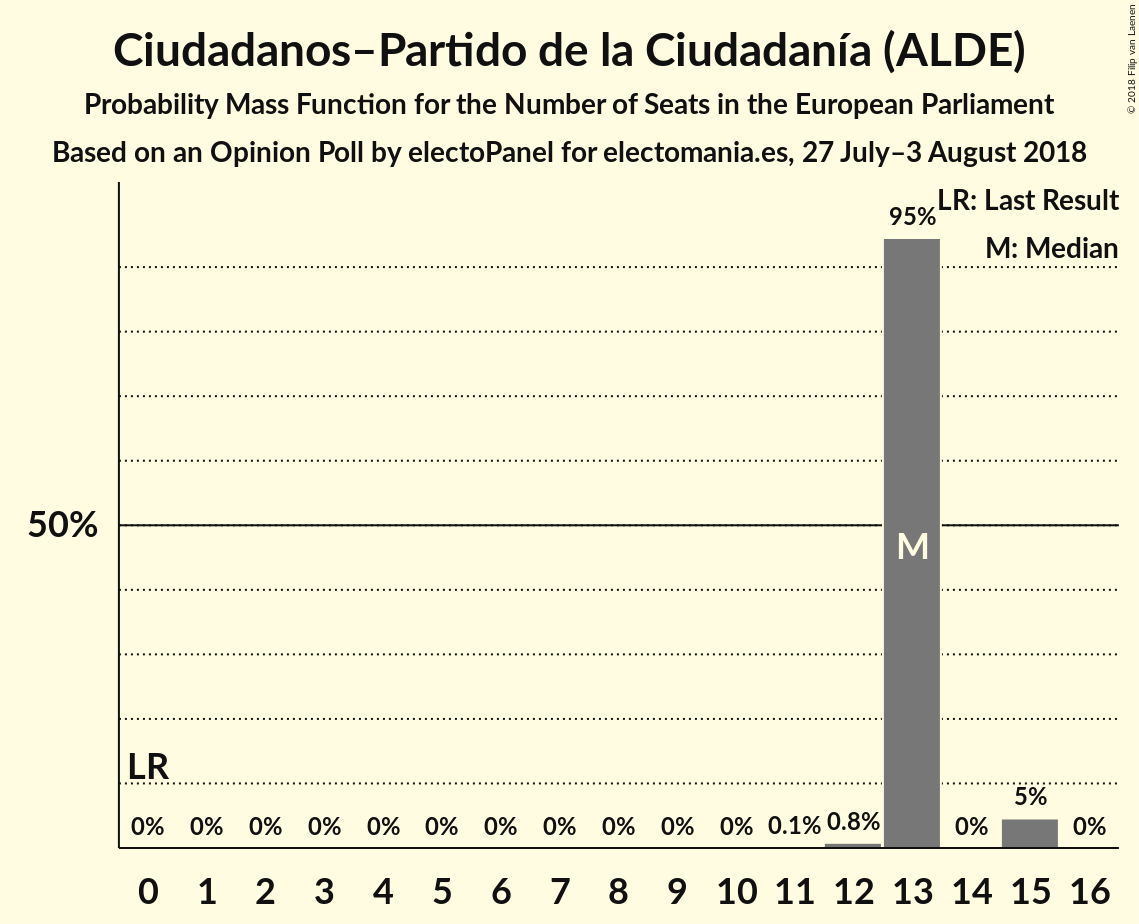 Ciudadanos–Partido de la Ciudadanía (ALDE)
Probability Mass Function for the Number of Seats in the European Parliament
Based on an Opinion Poll by electoPanel for electomania.es, 27 July–3 August 2018
© 2018 Filip van Laenen
LR: Last Result
M: Median
95%
50%
M
LR
0% 0% 0% 0% 0% 0% 0% 0% 0% 0% 0% 0.1% 0.8% 0% 5% 0%
0 1 2 3 4 5 6 7 8 9 10 11 12 13 14 15 16